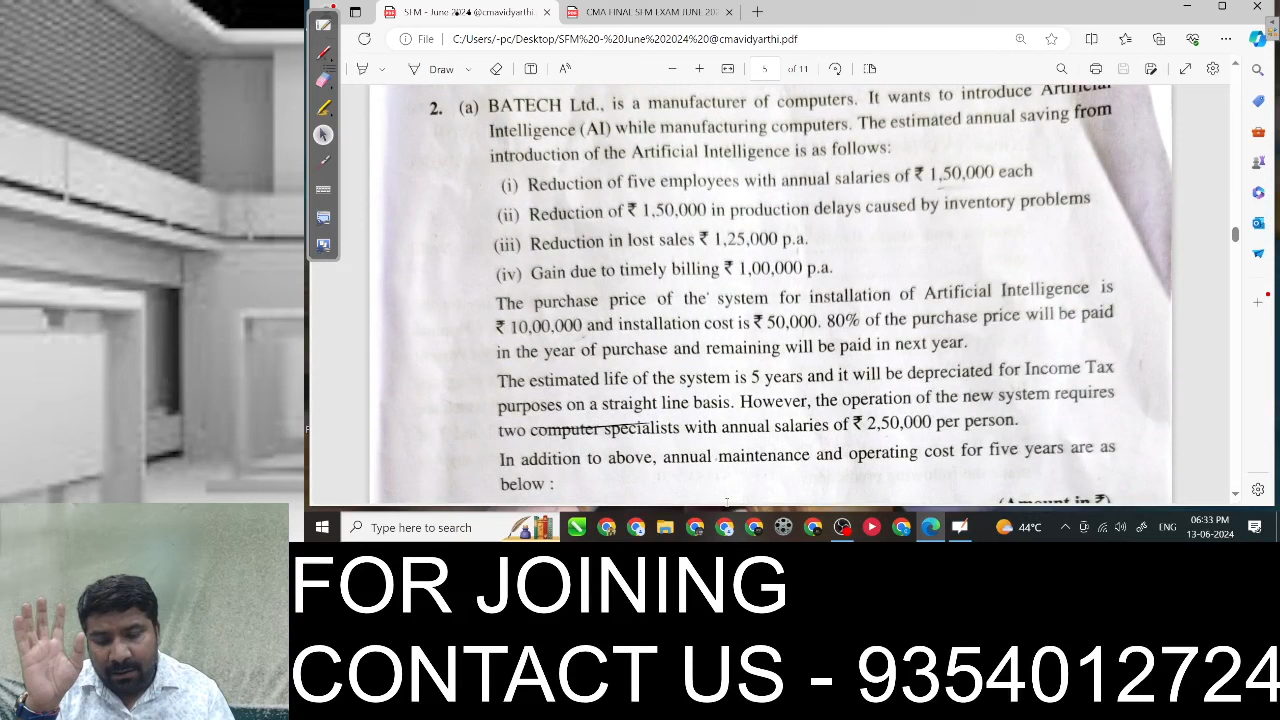 SFM - June 2024 @cmavidyarthi.
CMA FINAL SFM EXAM JUNE 202
File
C:/Users/-pc/Desktop/SFM%20-%20June%202024%20@cmavidyarthi.pdf
Draw
5 of 11
2. (a) BATECH Ltd., is a manufacturer of computers. It wants to introduce Artificial
Intelligence (AI) while manufacturing computers. The estimated annual saving from
introduction of the Artificial Intelligence is as follows:
(i) Reduction of five employees with annual salaries of ₹ 1,50,000 each
(ii) Reduction of ₹ 1,50,000 in production delays caused by inventory problems
(iii) Reduction in lost sales ₹ 1,25,000 p.a.
(iv) Gain due to timely billing ₹ 1,00,000 p.a.
The purchase price of the system for installation of Artificial Intelligence is
₹ 10,00,000 and installation cost is ₹ 50,000. 80% of the purchase price will be paid
in the year of purchase and remaining will be paid in next year.
The estimated life of the system is 5 years and it will be depreciated for Income Tax
purposes on a straight line basis. However, the operation of the new system requires
two computer specialists with annual salaries of ₹ 2,50,000 per person.
In addition to above, annual maintenance and operating cost for five years are as
below :
(Amount in ₹)
Type here to search
44°C
ENG
06:33 PM
13-06-2024
FOR JOINING
CONTACT US - 9354012724